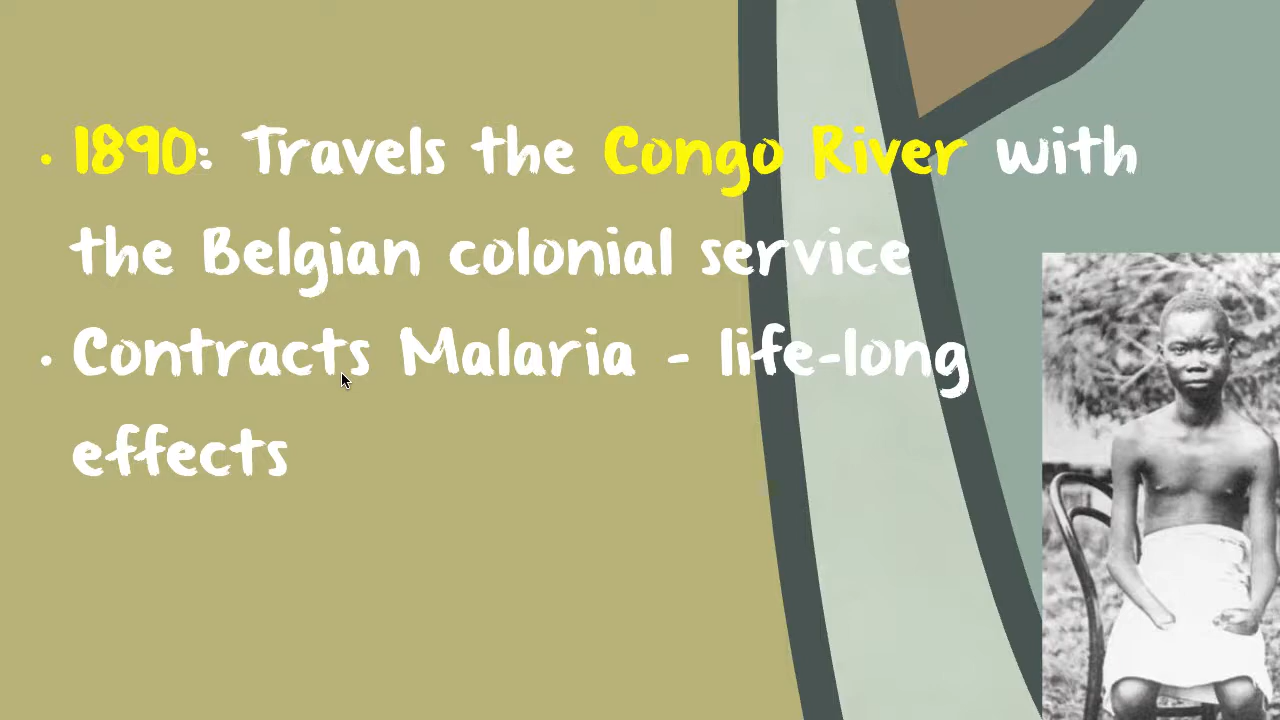 • 1890: Travels the Congo River with
the Belgian colonial service
• Contracts Malaria - life-long
effects